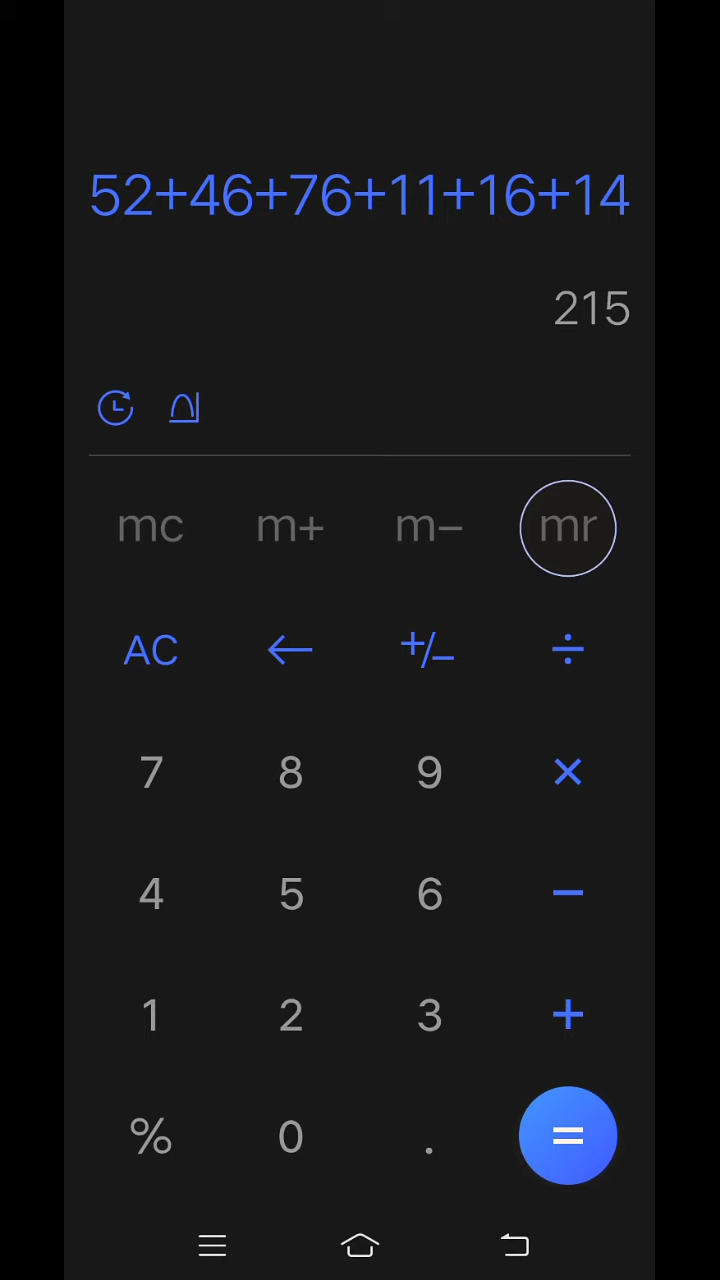 52+46+76+11+16+14
215
mc m+ m− mr
AC ← +/− ÷
7 8 9 ×
4 5 6 −
1 2 3 +
% 0 . =